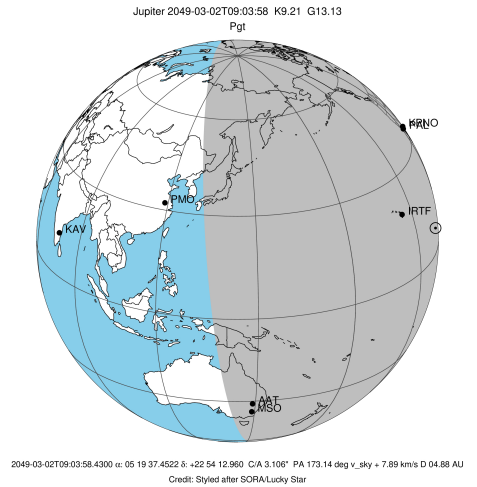 Jupiter 2049-03-02T09:03:58 K9.21 G13.13
Pgt
KPNO
IRTF
PMO
KAV
AAT
MSO
2049-03-02T09:03:58.4300 α: 05 19 37.4522 δ: +22 54 12.960 C/A 3.106" PA 173.14 deg v_sky + 7.89 km/s D 04.88 AU
Credit: Styled after SORA/Lucky Star